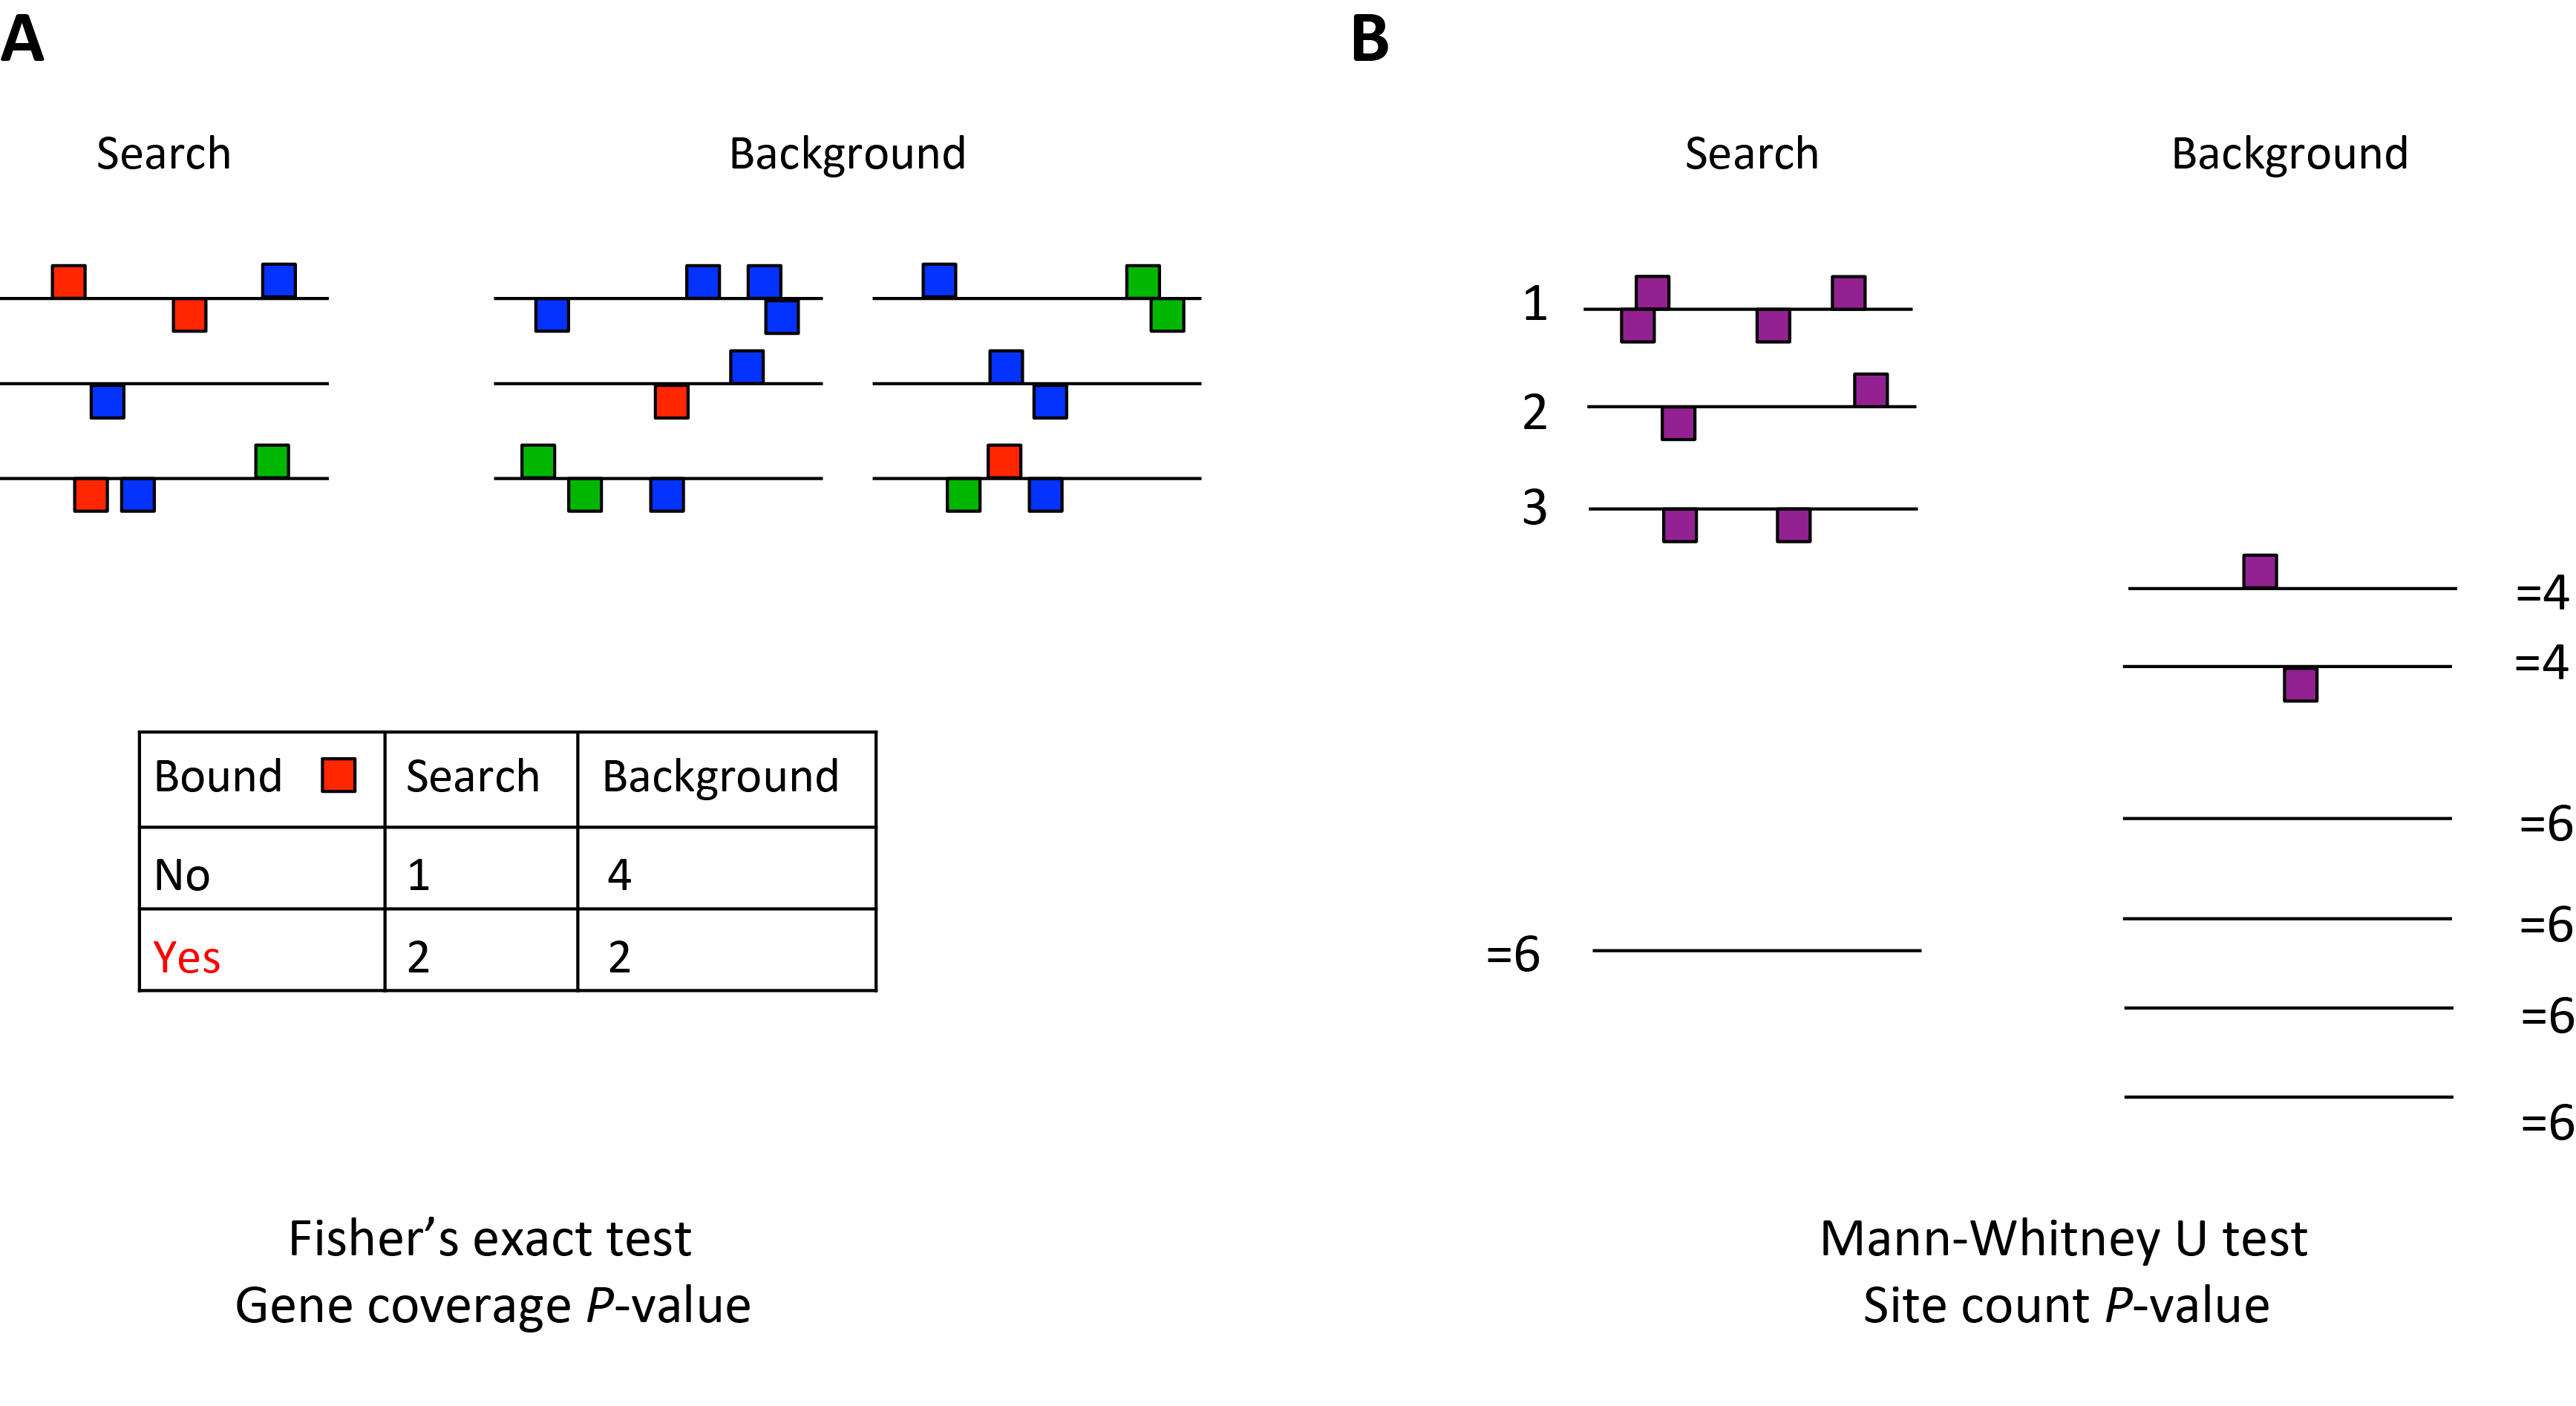 A
Search Background
Bound Search Background
No 1 4
Yes 2 2
Fisher’s exact test
Gene coverage P-value
B
Search Background
1
2
3
=4
=4
=6
=6
=6
=6
=6
Mann-Whitney U test
Site count P-value